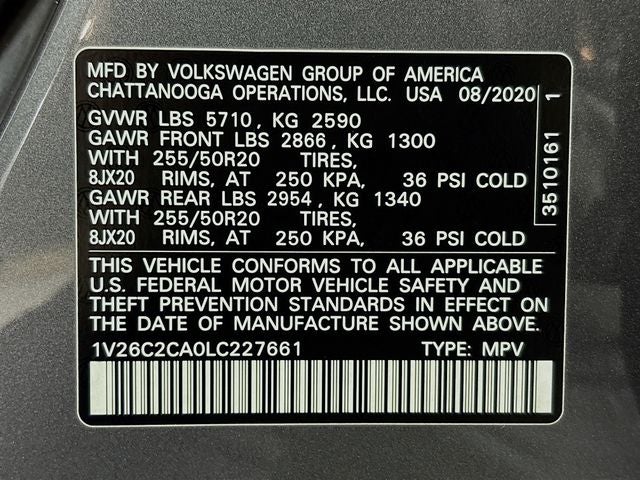 MFD BY VOLKSWAGEN GROUP OF AMERICA
CHATTANOOGA OPERATIONS, LLC. USA 08/2020
GVWR LBS 5710, KG 2590
GAWR FRONT LBS 2866, KG 1300
WITH 255/50R20 TIRES,
8JX20 RIMS, AT 250 KPA, 36 PSI COLD
GAWR REAR LBS 2954, KG 1340
WITH 255/50R20 TIRES,
8JX20 RIMS, AT 250 KPA, 36 PSI COLD
THIS VEHICLE CONFORMS TO ALL APPLICABLE
U.S. FEDERAL MOTOR VEHICLE SAFETY AND
THEFT PREVENTION STANDARDS IN EFFECT ON
THE DATE OF MANUFACTURE SHOWN ABOVE.
1V26C2CA0LC227661 TYPE: MPV
3510161 1